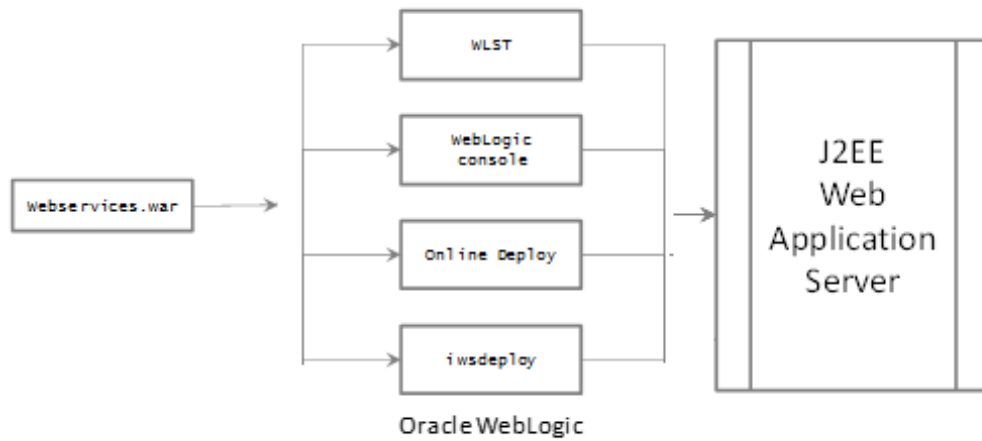 Webservices.war
WLST
WebLogic
console
Online Deploy
iwsdeploy
Oracle WebLogic
J2EE
Web
Application
Server